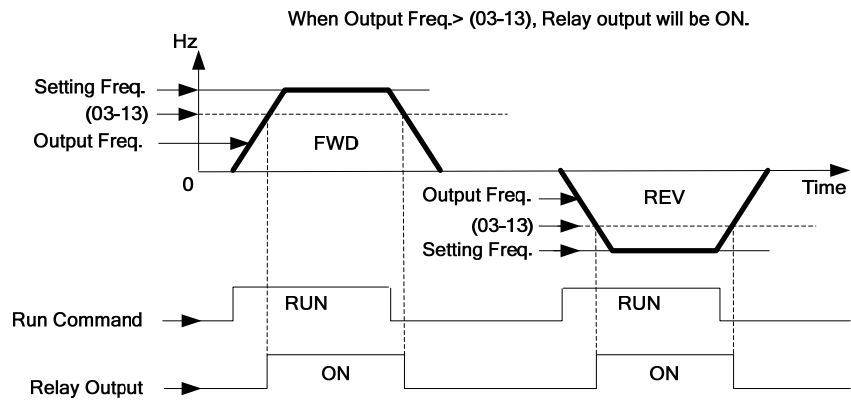 When Output Freq.> (03-13), Relay output will be ON.
Hz
Setting Freq.
(03-13)
Output Freq.
FWD
0
Time
Output Freq.
REV
(03-13)
Setting Freq.
RUN
RUN
Run Command
ON
ON
Relay Output